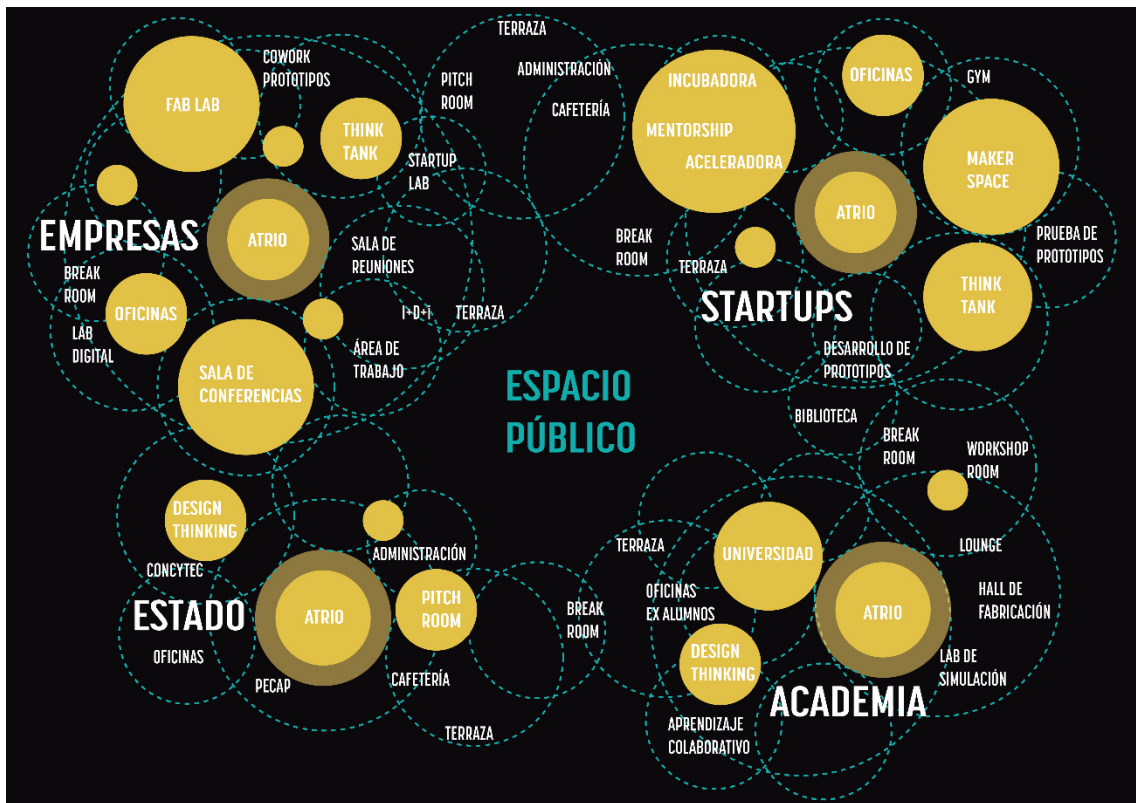 TERRAZA
COWORK
PROTOTIPOS
PITCH
ROOM
ADMINISTRACIÓN
CAFETERÍA
FAB LAB
THINK
TANK
STARTUP
LAB
EMPRESAS
ATRIO
SALA DE
REUNIONES
BREAK
ROOM
OFICINAS
LAB
DIGITAL
I+D+i
TERRAZA
ÁREA DE
TRABAJO
SALA DE
CONFERENCIAS
INCUBADORA
MENTORSHIP
ACELERADORA
OFICINAS
GYM
MAKER
SPACE
ATRIO
BREAK
ROOM
TERRAZA
PRUEBA DE
PROTOTIPOS
THINK
TANK
STARTUPS
DESARROLLO DE
PROTOTIPOS
BIBLIOTECA
ESPACIO
PÚBLICO
DESIGN
THINKING
CONCYTEC
ADMINISTRACIÓN
ESTADO
ATRIO
PITCH
ROOM
OFICINAS
PECAP
CAFETERÍA
TERRAZA
BREAK
ROOM
BREAK
ROOM
WORKSHOP
ROOM
TERRAZA
UNIVERSIDAD
LOUNGE
OFICINAS
EX ALUMNOS
ATRIO
HALL DE
FABRICACIÓN
DESIGN
THINKING
LAB DE
SIMULACIÓN
ACADEMIA
APRENDIZAJE
COLABORATIVO